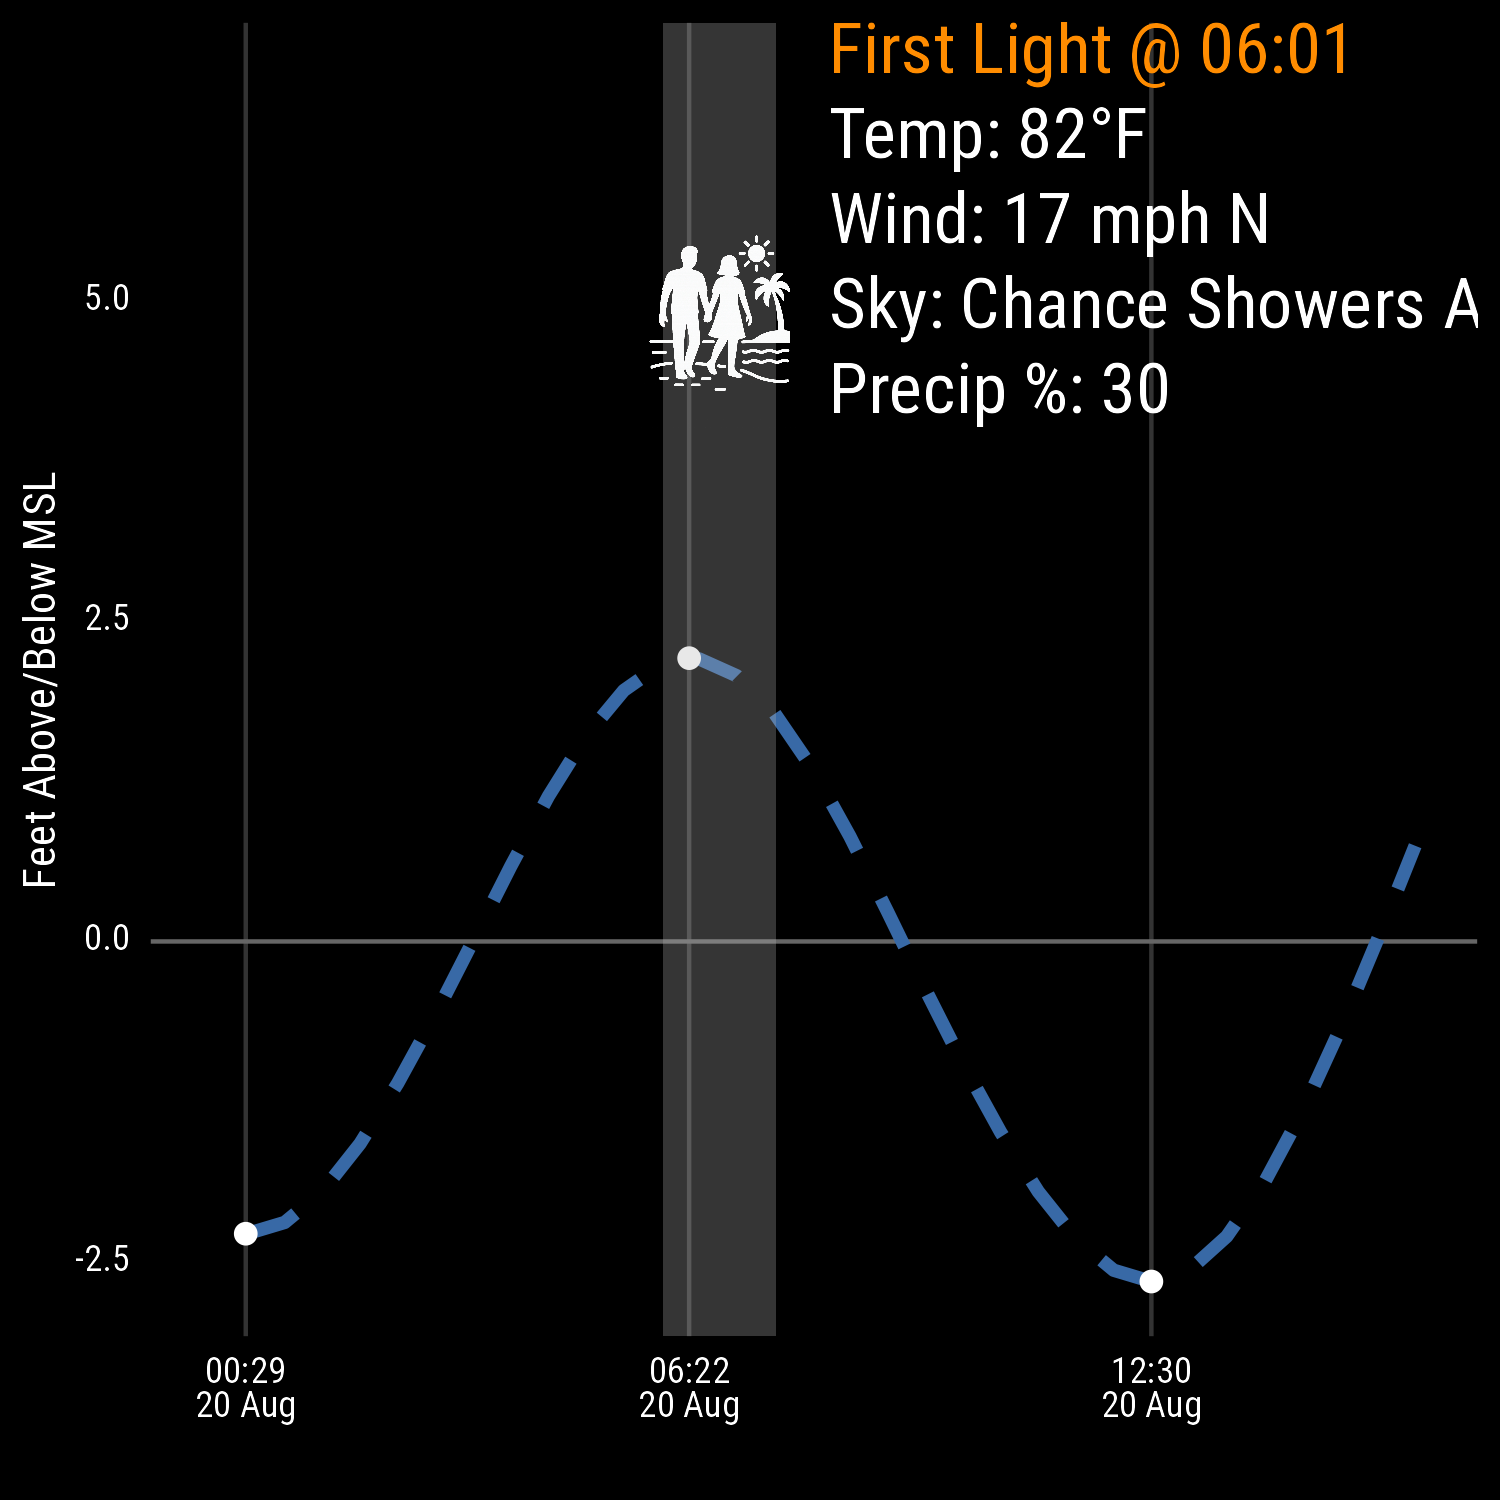 First Light @ 06:01
Temp: 82°F
Wind: 17 mph N
Sky: Chance Showers A
Precip %: 30
Feet Above/Below MSL
5.0
2.5
0.0
-2.5
00:29
20 Aug
06:22
20 Aug
12:30
20 Aug